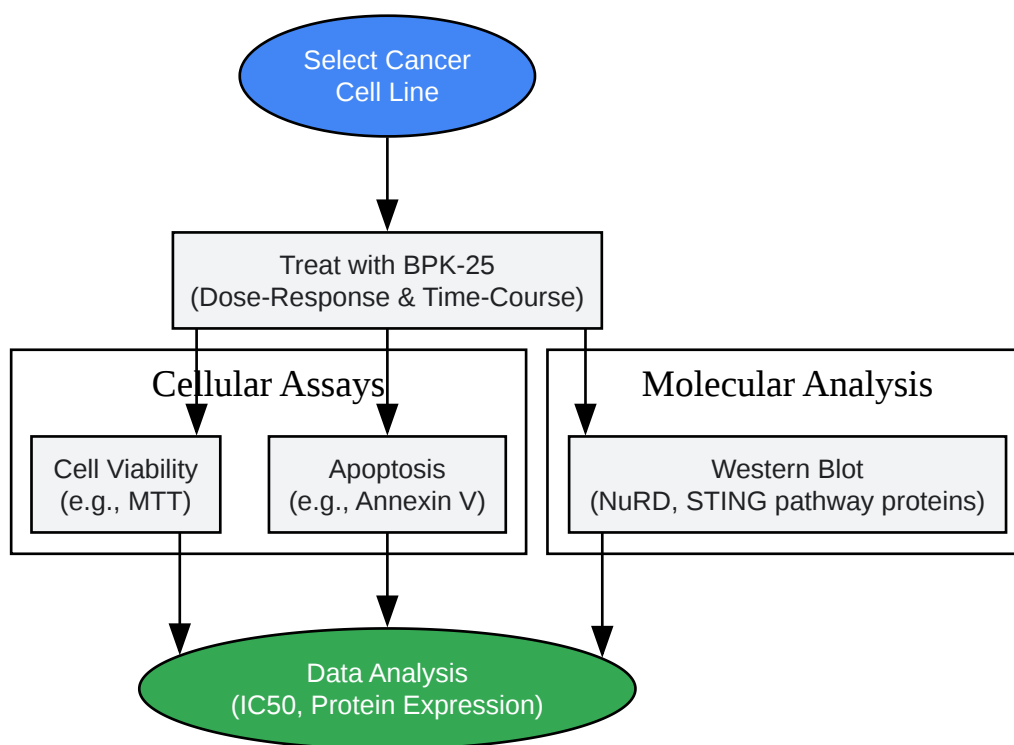 Select Cancer
Cell Line
Treat with BPK-25
(Dose-Response & Time-Course)
Cellular Assays
Molecular Analysis
Cell Viability
(e.g., MTT)
Apoptosis
(e.g., Annexin V)
Western Blot
(NuRD, STING pathway proteins)
Data Analysis
(IC50, Protein Expression)